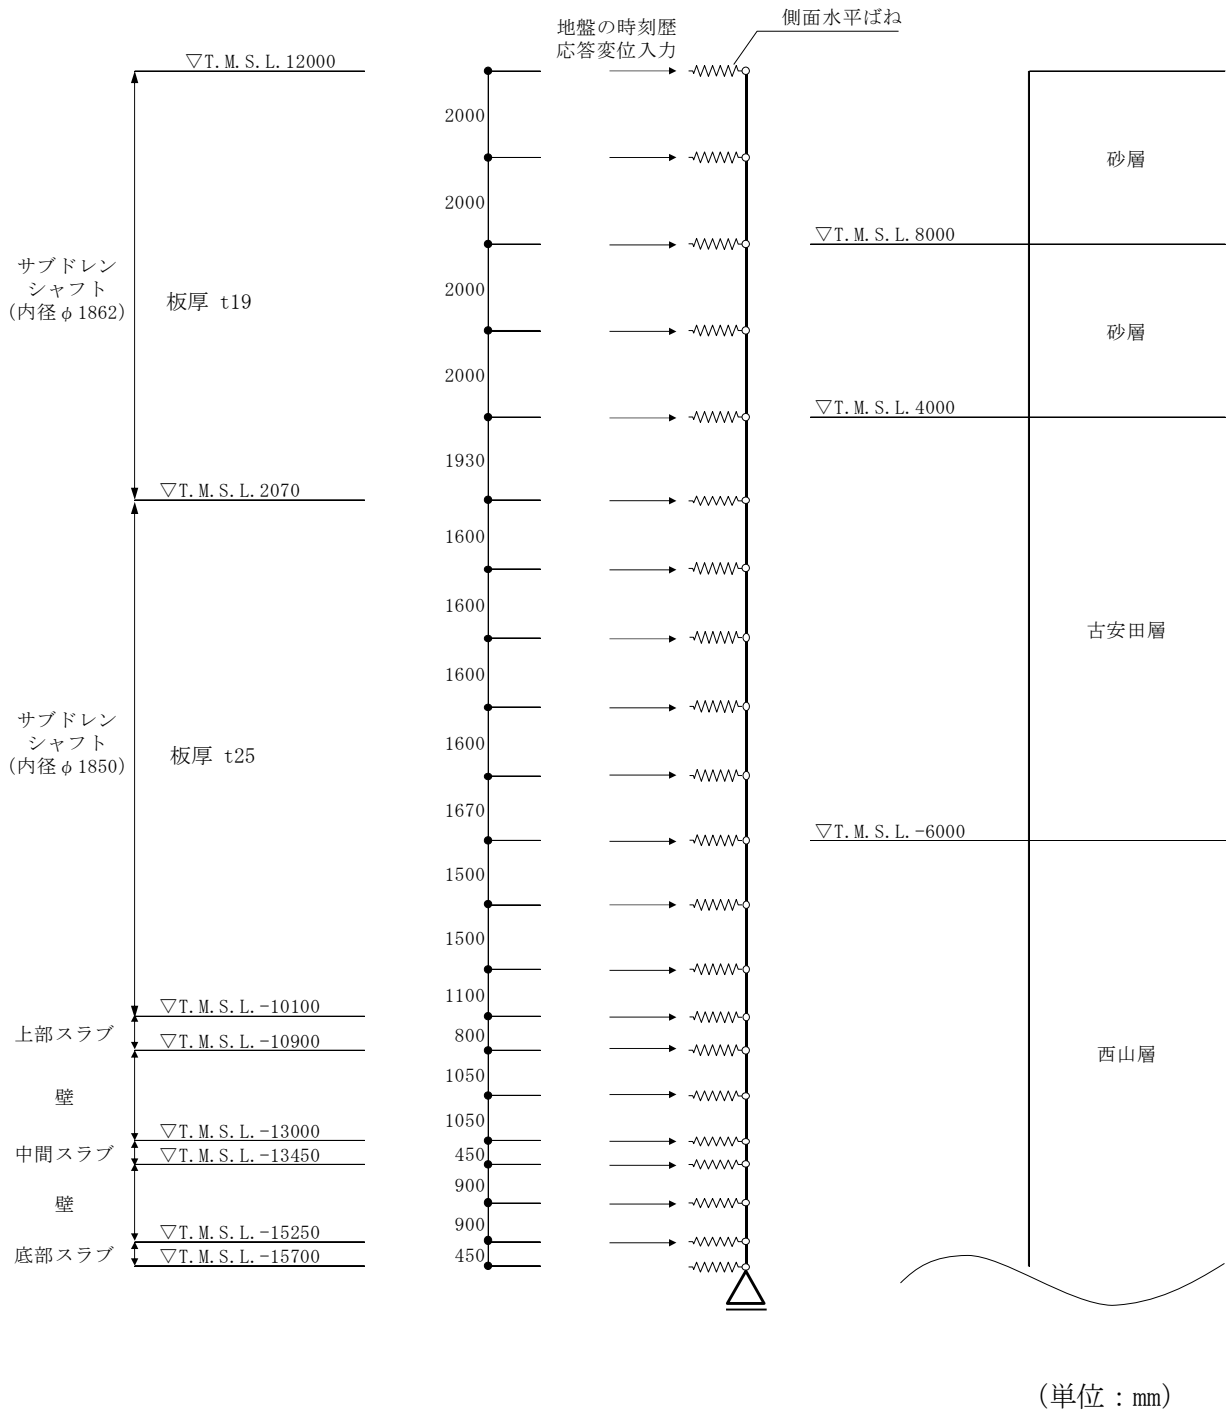 地盤の時刻歴
応答変位入力
側面水平ばね
▽T.M.S.L.12000
サブドレン
シャフト
(内径φ1862)
板厚 t19
▽T.M.S.L.2070
サブドレン
シャフト
(内径φ1850)
板厚 t25
▽T.M.S.L.-10100
上部スラブ
▽T.M.S.L.-10900
壁
▽T.M.S.L.-13000
中間スラブ
▽T.M.S.L.-13450
壁
▽T.M.S.L.-15250
底部スラブ
▽T.M.S.L.-15700
2000
2000
2000
2000
1930
1600
1600
1600
1600
1670
1500
1500
1100
800
1050
1050
450
900
900
450
砂層
▽T.M.S.L.8000
砂層
▽T.M.S.L.4000
古安田層
▽T.M.S.L.-6000
西山層
(単位：mm)